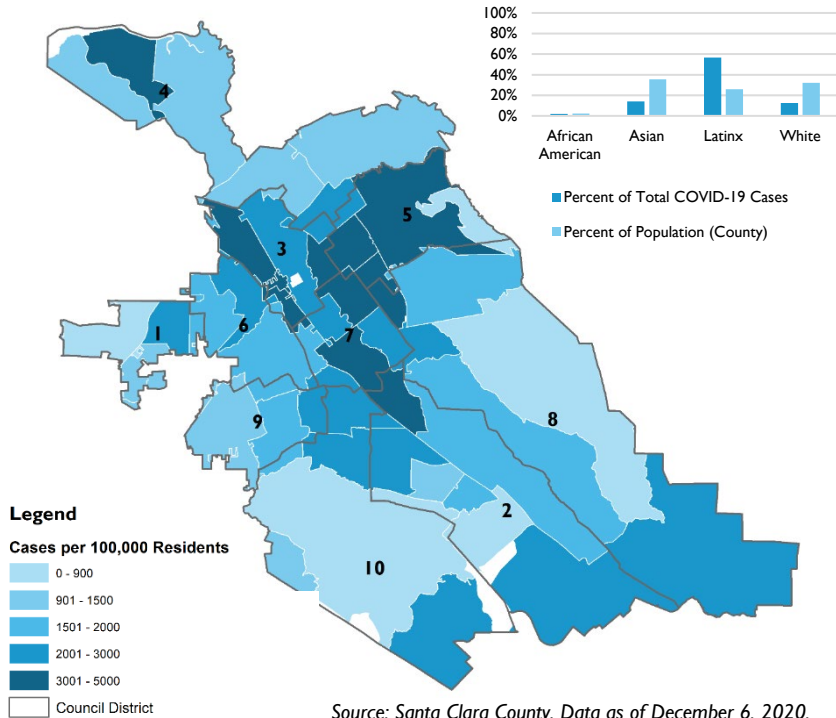 100%
80%
60%
40%
20%
0%
African American
Asian
Latinx
White
Percent of Total COVID-19 Cases
Percent of Population (County)
4
5
3
1
6
7
9
8
2
10
Legend
Cases per 100,000 Residents
0 - 900
901 - 1500
1501 - 2000
2001 - 3000
3001 - 5000
Council District
Source: Santa Clara County. Data as of December 6, 2020.